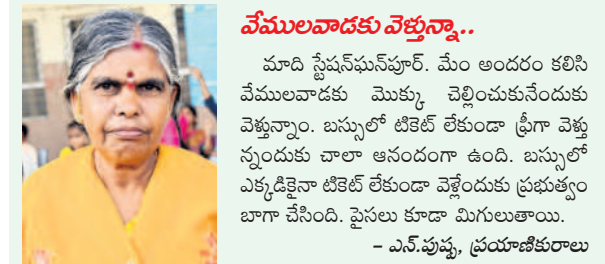 వేములవాడకు వెళ్తున్నా..
మాది స్టేషన్‌ఘన్‌పూర్. మేం అందరం కలిసి
వేములవాడకు మొక్కు చెల్లించుకునేందుకు
వెళ్తున్నాం. బస్సులో టికెట్ లేకుండా ఫ్రీగా వెళ్తు
న్నందుకు చాలా ఆనందంగా ఉంది. బస్సులో
ఎక్కడికైనా టికెట్ లేకుండా వెళ్లేందుకు ప్రభుత్వం
బాగా చేసింది. పైసలు కూడా మిగులుతాయి.
– ఎన్.పుష్ప, ప్రయాణికురాలు